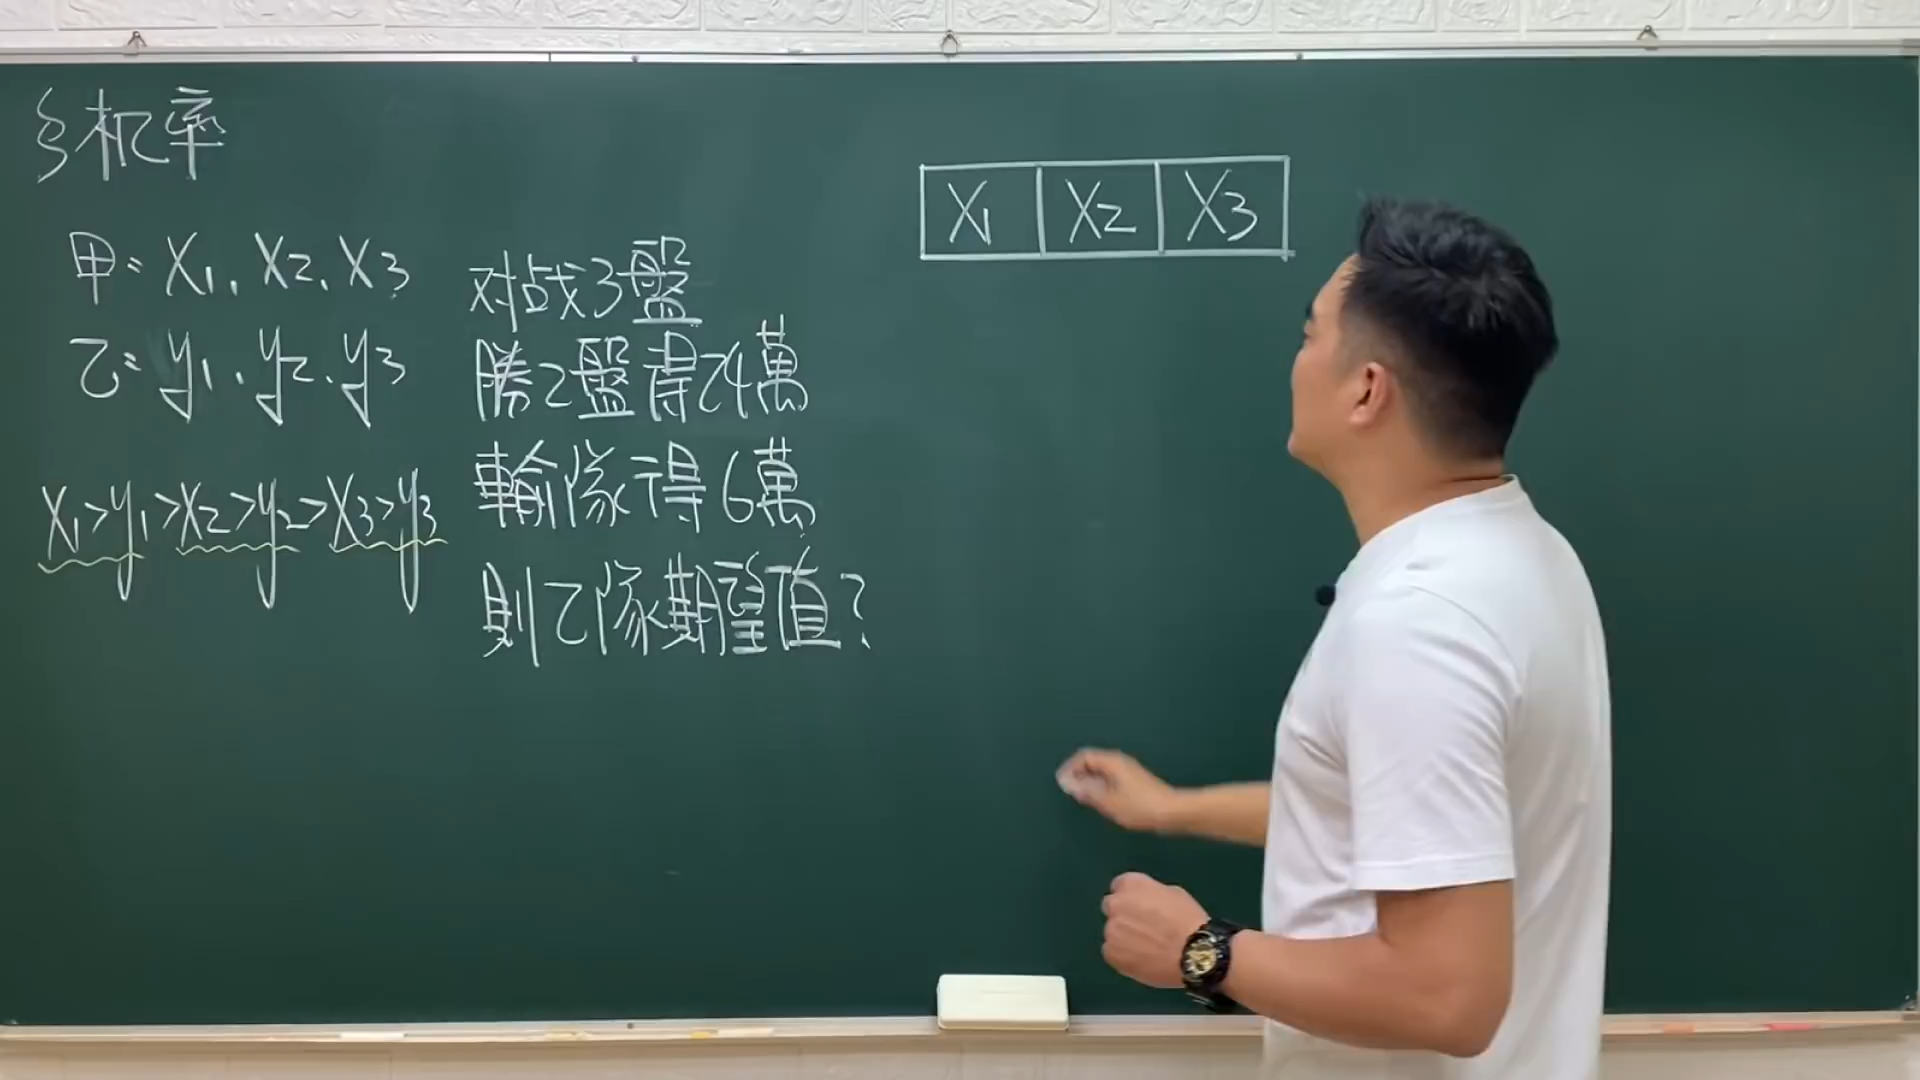 机率
甲: X1, X2, X3
乙: y1, y2, y3
X1>y1>X2>y2>X3>y3
对战3盤
勝2盤得24萬
輸隊得6萬
則乙隊期望值?
X1 X2 X3